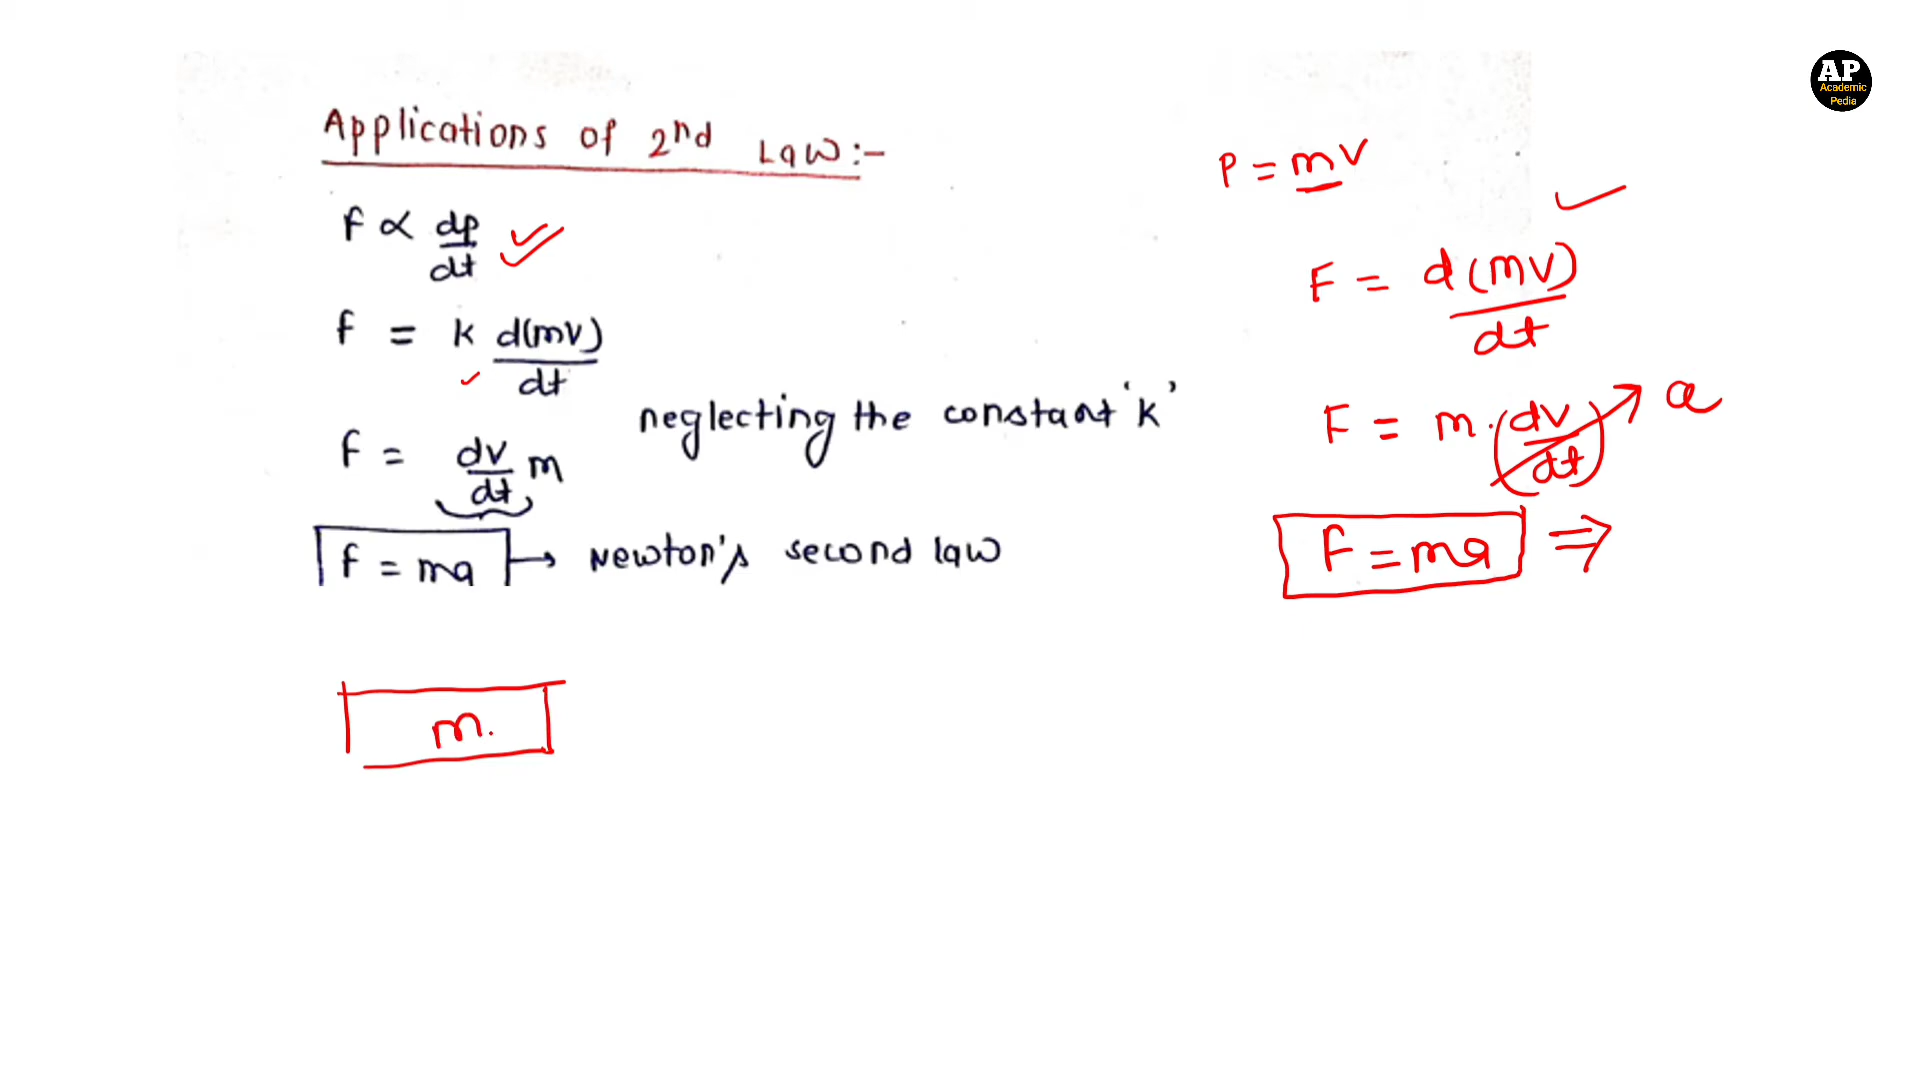 AP
Academic
Pedia
Applications of 2nd Law:-
F ∝ dp/dt
F = k d(mv)/dt
neglecting the constant 'k'
F = dv/dt m
F = ma → Newton's second law
m.
P = mv
F = d(mv)/dt
F = m.(dv/dt) → a
F = ma ⇒